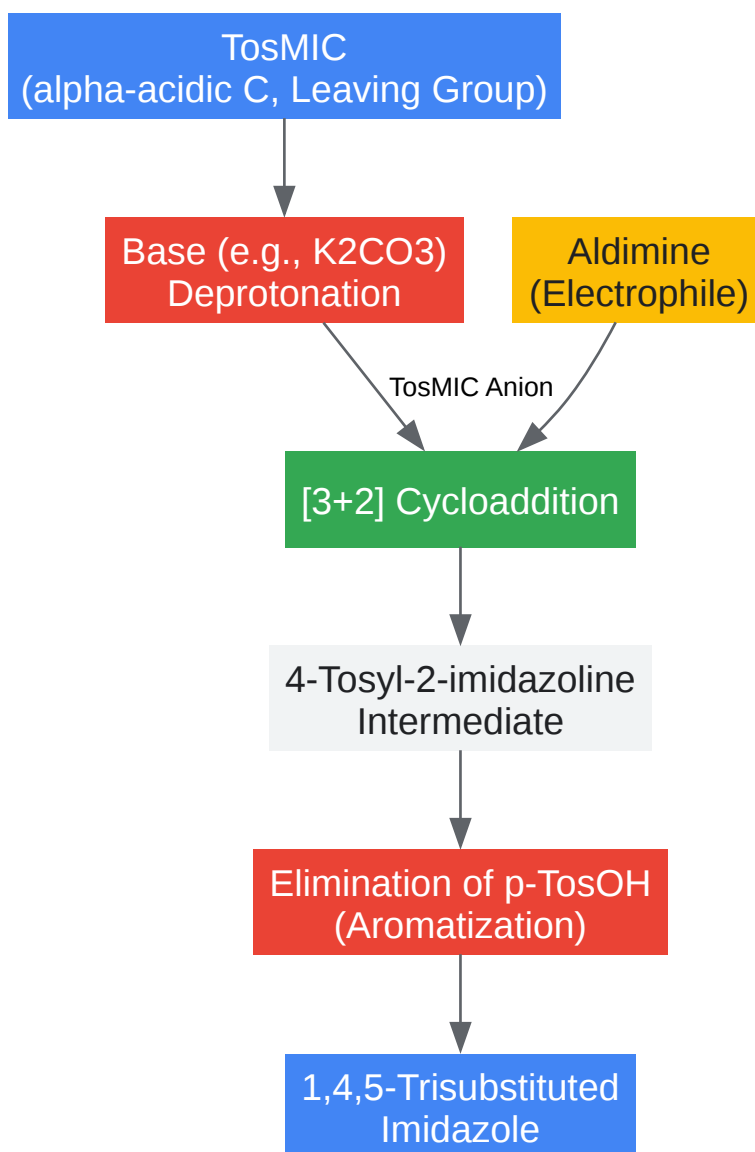 TosMIC
(alpha-acidic C, Leaving Group)
Base (e.g., K2CO3)
Deprotonation
Aldimine
(Electrophile)
TosMIC Anion
[3+2] Cycloaddition
4-Tosyl-2-imidazoline
Intermediate
Elimination of p-TosOH
(Aromatization)
1,4,5-Trisubstituted
Imidazole